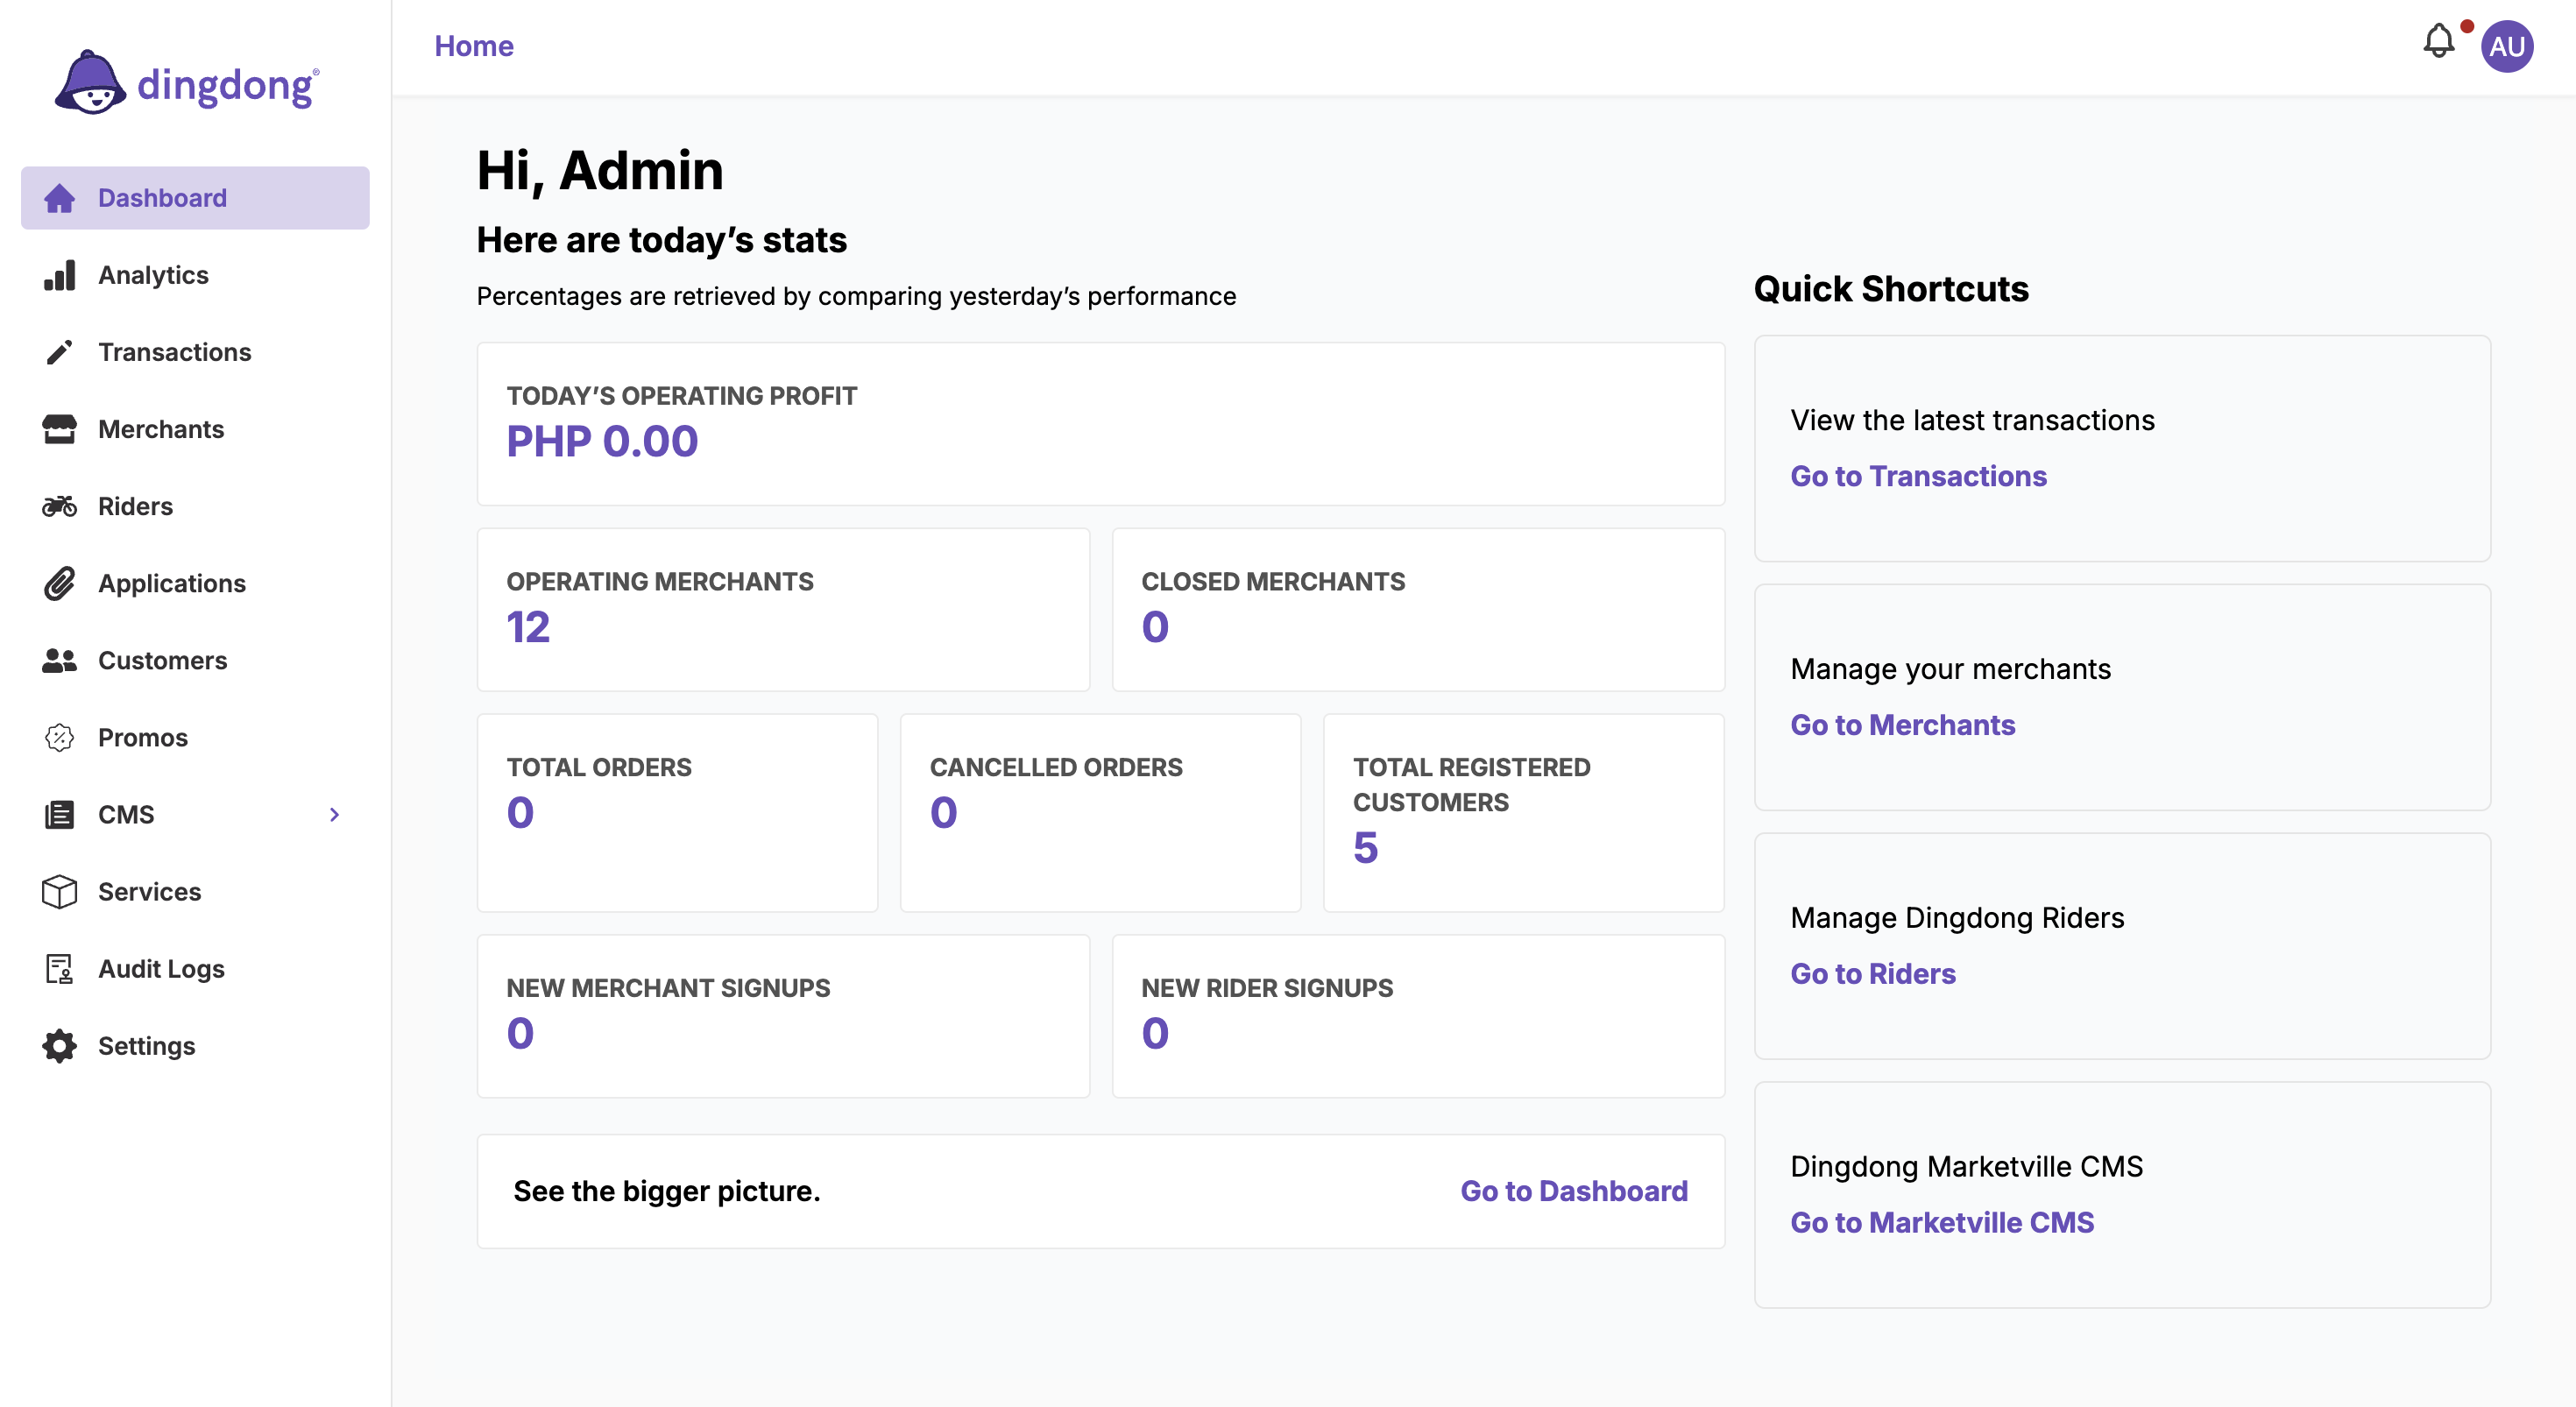 dingdong®
Dashboard
Analytics
Transactions
Merchants
Riders
Applications
Customers
Promos
CMS
Services
Audit Logs
Settings
Home
AU
Hi, Admin
Here are today’s stats
Percentages are retrieved by comparing yesterday’s performance
TODAY’S OPERATING PROFIT
PHP 0.00
OPERATING MERCHANTS
12
CLOSED MERCHANTS
0
TOTAL ORDERS
0
CANCELLED ORDERS
0
TOTAL REGISTERED
CUSTOMERS
5
NEW MERCHANT SIGNUPS
0
NEW RIDER SIGNUPS
0
See the bigger picture.
Go to Dashboard
Quick Shortcuts
View the latest transactions
Go to Transactions
Manage your merchants
Go to Merchants
Manage Dingdong Riders
Go to Riders
Dingdong Marketville CMS
Go to Marketville CMS